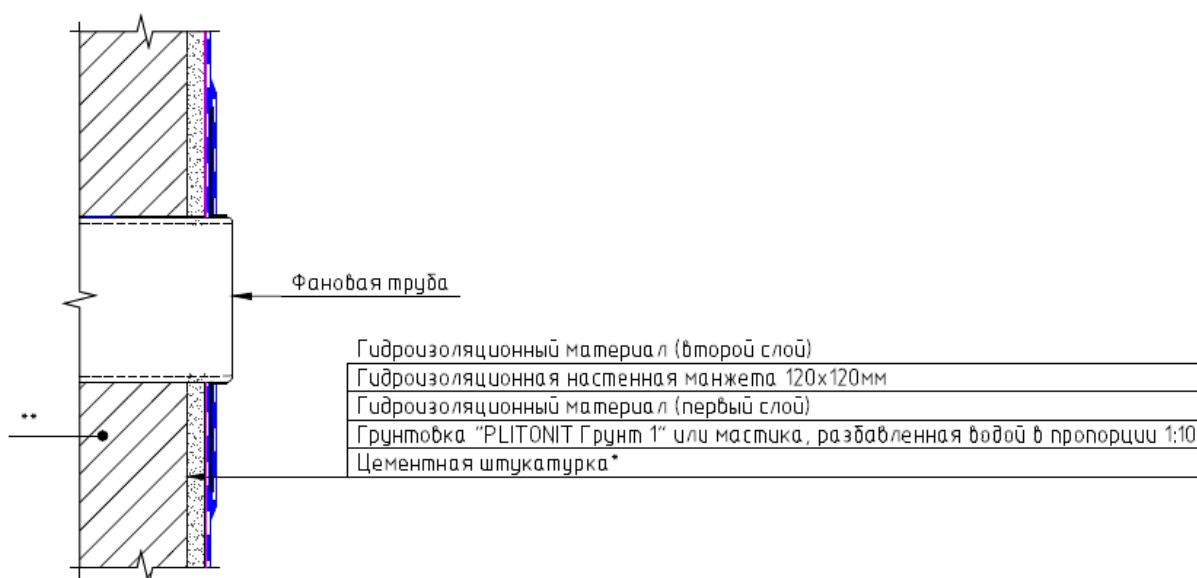 Фановая труба
Гидроизоляционный материал (второй слой)
Гидроизоляционная настенная манжета 120х120мм
Гидроизоляционный материал (первый слой)
Грунтовка "PLITONIT Грунт 1" или мастика, разбавленная водой в пропорции 1:10
**
Цементная штукатурка*